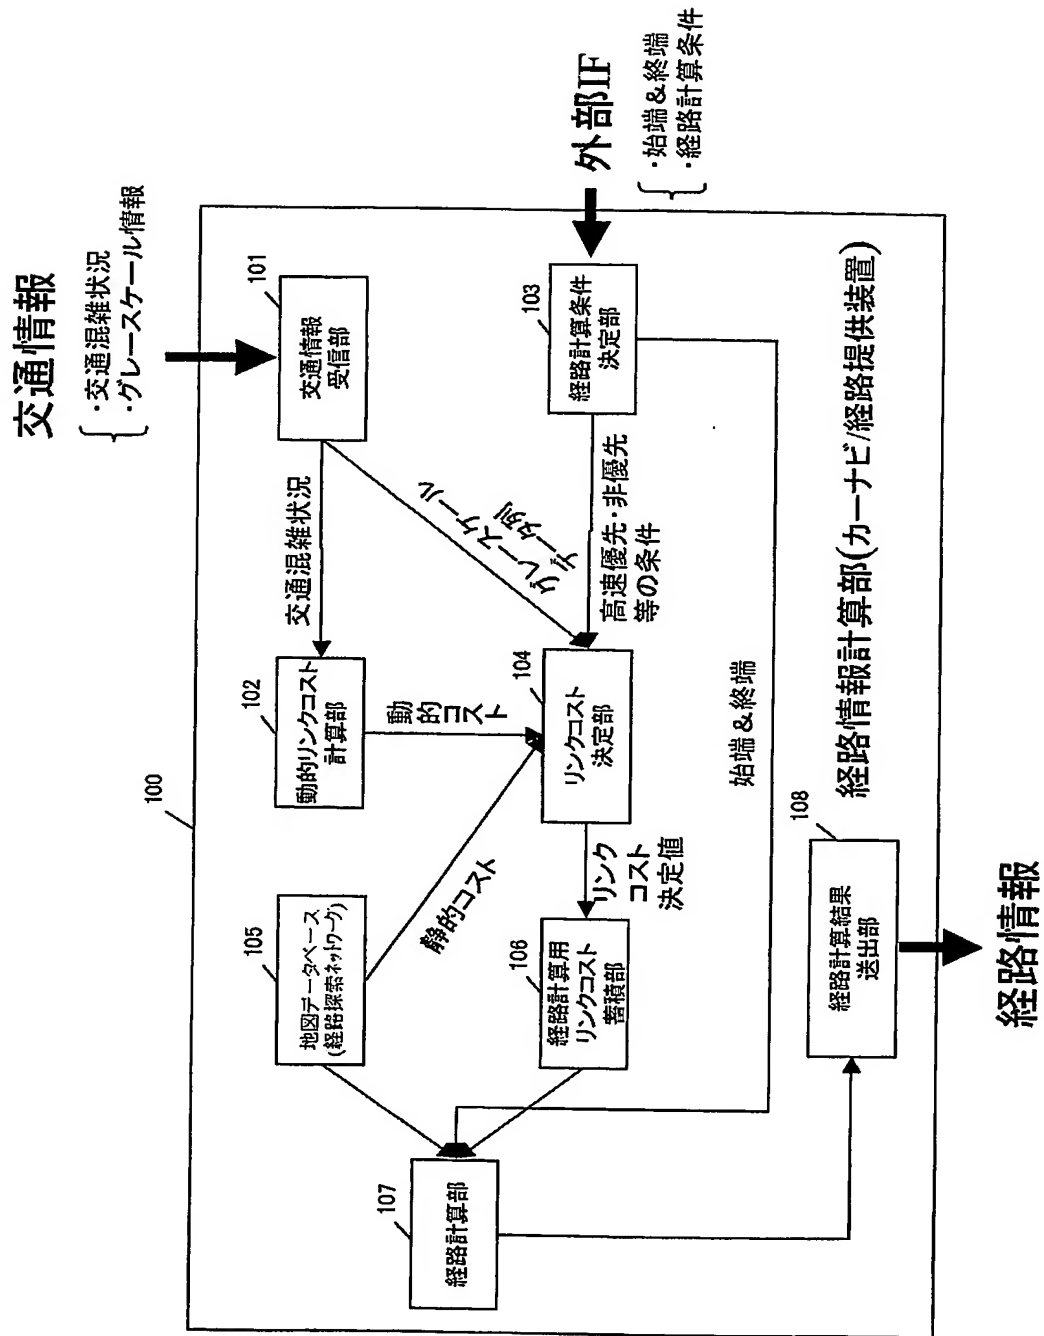 交通情報
・交通混雑状況
・グレースケール情報
外部IF
・始端&終端
・経路計算条件
100
101
交通情報
受信部
交通混雑状況
グレースケール
データ列
102
動的リンクコスト
計算部
動的
コスト
103
経路計算条件
決定部
高速優先・非優先
等の条件
104
リンクコスト
決定部
105
地図データベース
(経路探索ネットワーク)
静的コスト
リンク
コスト
決定値
106
経路計算用
リンクコスト
蓄積部
始端&終端
107
経路計算部
108
経路計算結果
送出部
経路情報計算部(カーナビ/経路提供装置)
経路情報